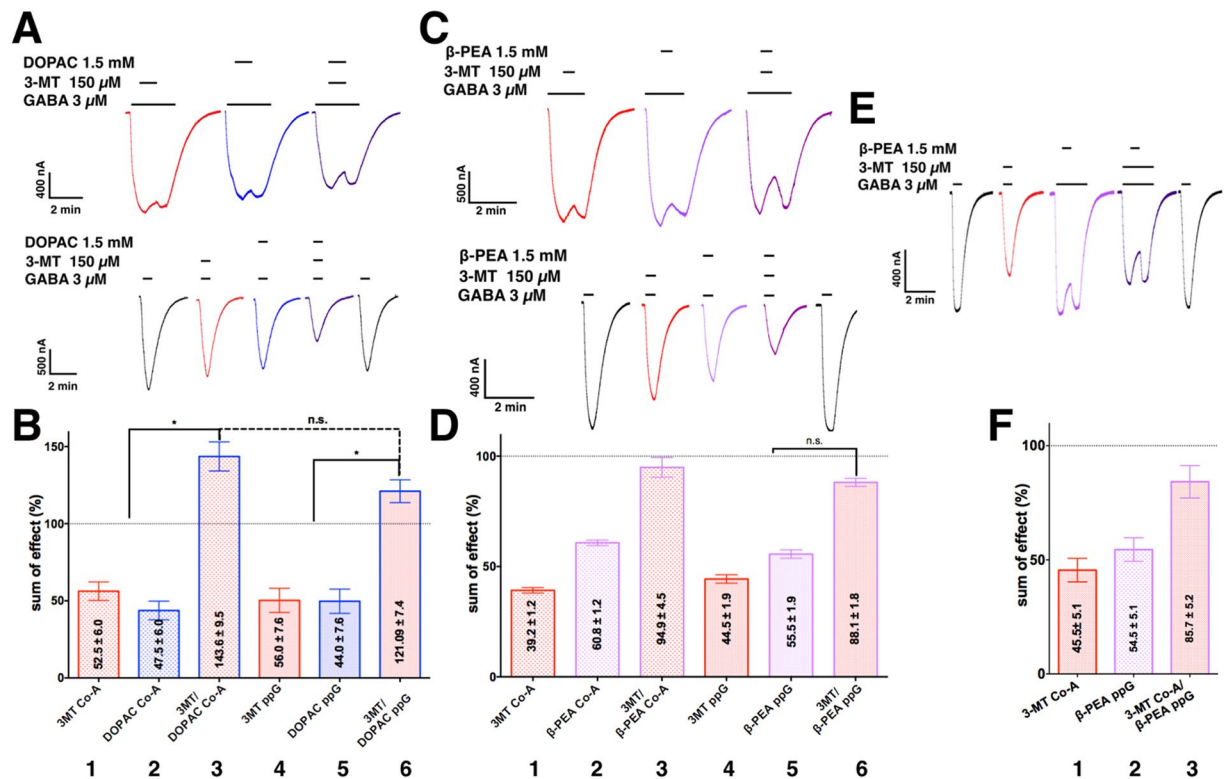 A
DOPAC 1.5 mM
3-MT 150 µM
GABA 3 µM
400 nA
2 min
DOPAC 1.5 mM
3-MT 150 µM
GABA 3 µM
500 nA
2 min
B
sum of effect (%)
150
100
50
0
*
n.s.
*
52.5 ± 6.0
47.5 ± 6.0
143.6 ± 9.5
56.0 ± 7.6
44.0 ± 7.6
121.09 ± 7.4
3MT Co-A
DOPAC Co-A
3MT/
DOPAC Co-A
3MT ppG
DOPAC ppG
3MT/
DOPAC ppG
1 2 3 4 5 6
C
β-PEA 1.5 mM
3-MT 150 µM
GABA 3 µM
500 nA
2 min
β-PEA 1.5 mM
3-MT 150 µM
GABA 3 µM
400 nA
2 min
D
sum of effect (%)
100
50
0
n.s.
39.2 ± 1.2
60.8 ± 1.2
94.9 ± 4.5
44.5 ± 1.9
55.5 ± 1.9
88.1 ± 1.8
3MT Co-A
β-PEA Co-A
3MT/
β-PEA Co-A
3MT ppG
β-PEA ppG
3MT/
β-PEA ppG
1 2 3 4 5 6
E
β-PEA 1.5 mM
3-MT 150 µM
GABA 3 µM
400 nA
2 min
F
sum of effect (%)
100
50
0
45.5± 5.1
54.5 ± 5.1
85.7 ± 5.2
3-MT Co-A
β-PEA ppG
3-MT Co-A/
β-PEA ppG
1 2 3